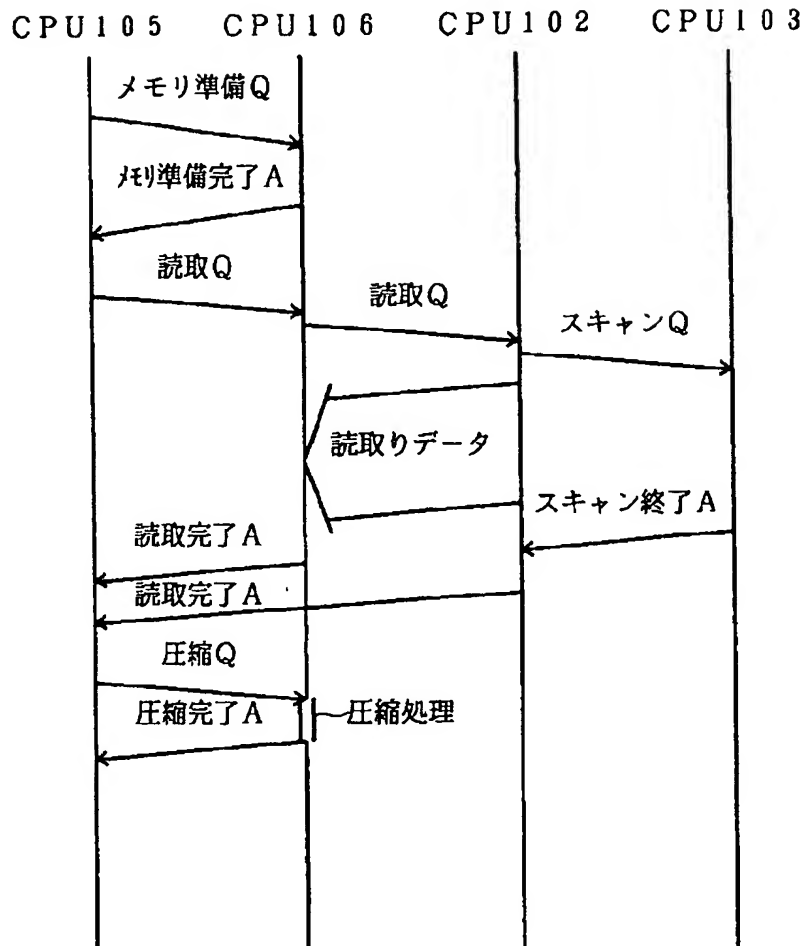 CPU105 CPU106 CPU102 CPU103
メモリ準備Q
メモリ準備完了A
読取Q
読取Q
スキャンQ
読取りデータ
スキャン終了A
読取完了A
読取完了A
圧縮Q
圧縮完了A
圧縮処理